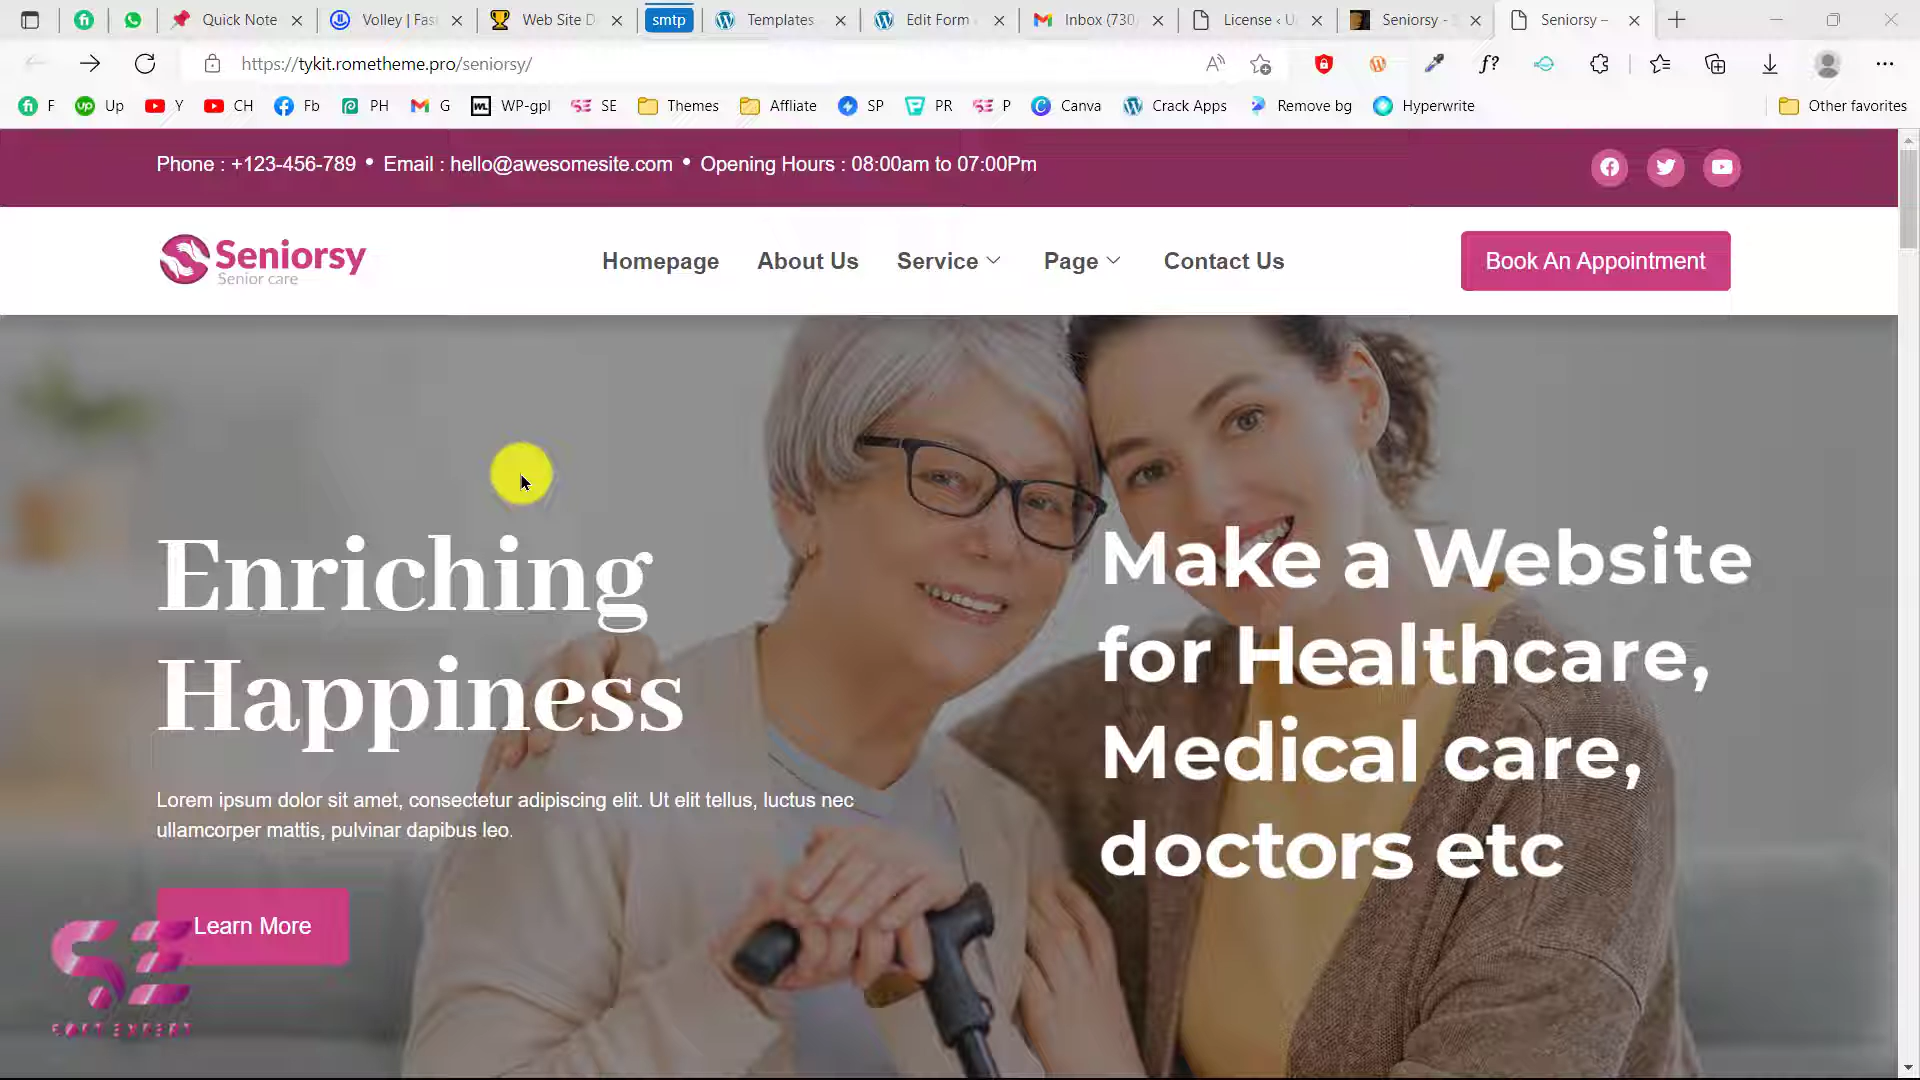 Quick Note
Volley | Fas
Web Site D
smtp
Templates
Edit Form
Inbox (730
License ‹ U
Seniorsy -
Seniorsy –
https://tykit.rometheme.pro/seniorsy/
F
Up
Y
CH
Fb
PH
G
WP-gpl
SE
Themes
Affliate
SP
PR
P
Canva
Crack Apps
Remove bg
Hyperwrite
Other favorites
Phone : +123-456-789 • Email : hello@awesomesite.com • Opening Hours : 08:00am to 07:00Pm
Seniorsy
Senior care
Homepage
About Us
Service
Page
Contact Us
Book An Appointment
Enriching
Happiness
Lorem ipsum dolor sit amet, consectetur adipiscing elit. Ut elit tellus, luctus nec
ullamcorper mattis, pulvinar dapibus leo.
Learn More
Make a Website
for Healthcare,
Medical care,
doctors etc